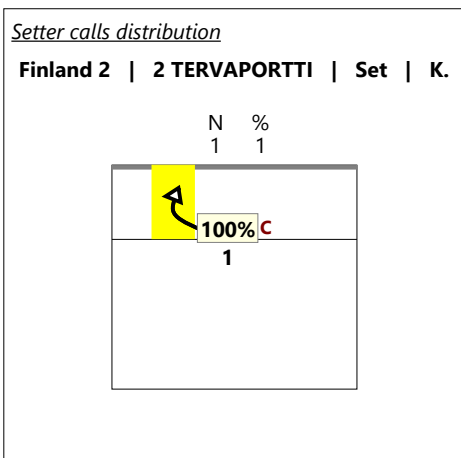 Setter calls distribution
Finland 2 | 2 TERVAPORTTI | Set | K.
N %
1 1
100% C
1